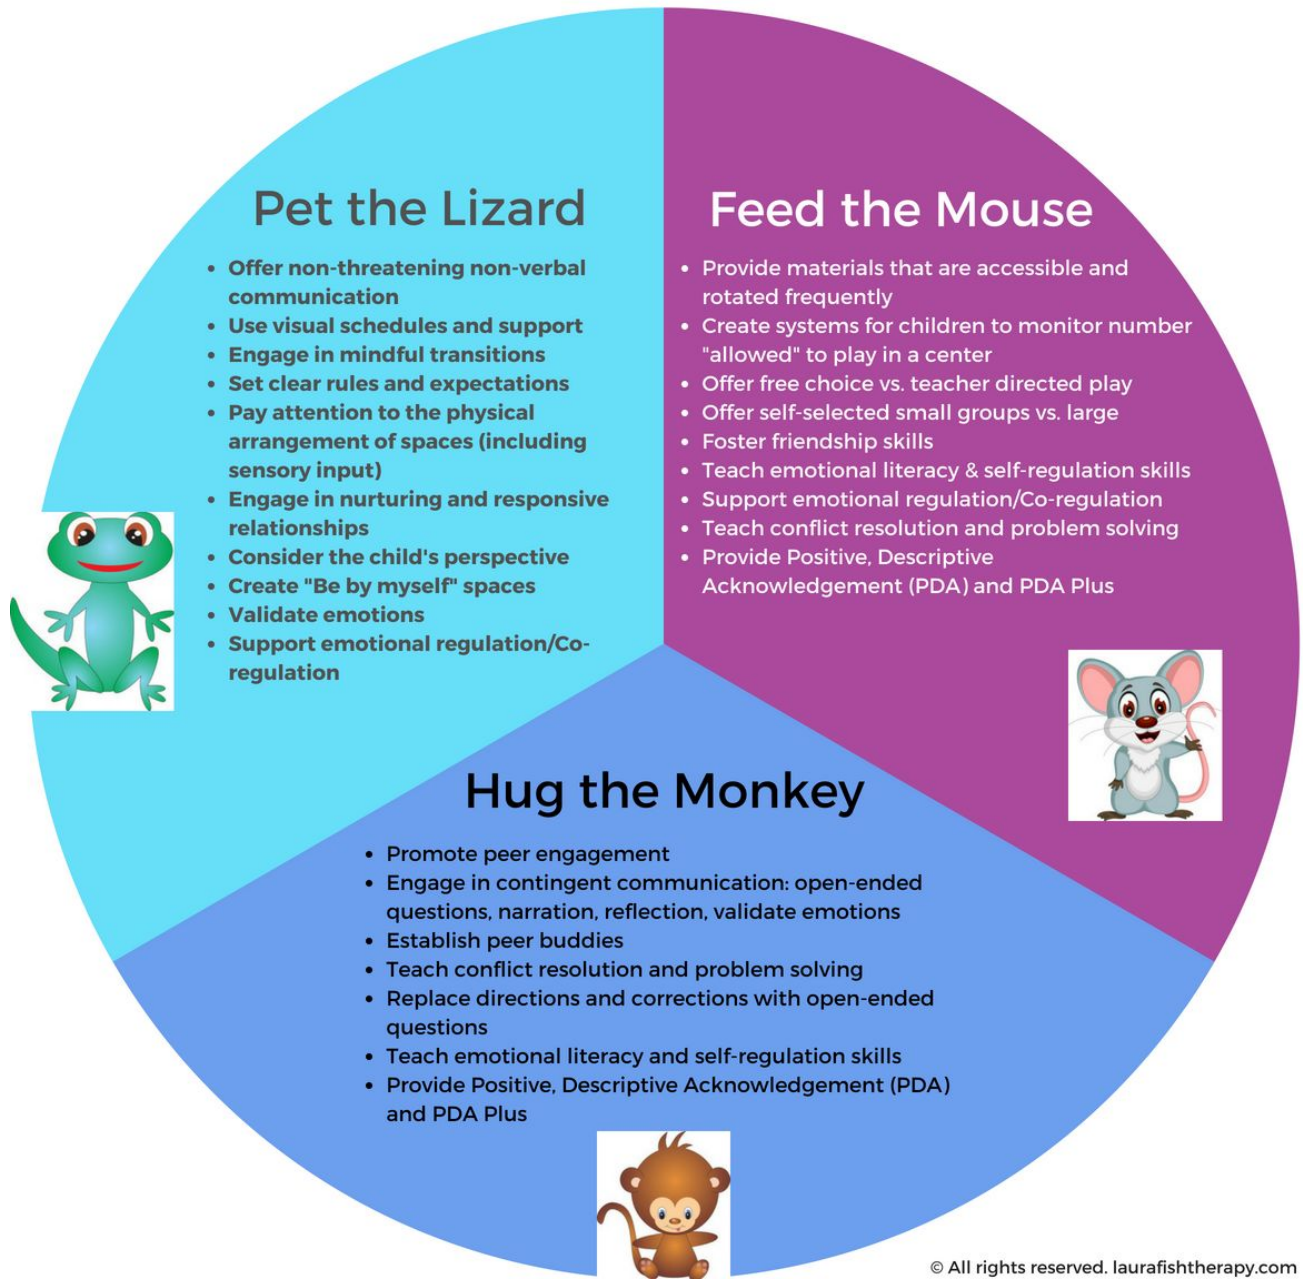 Pet the Lizard
• Offer non-threatening non-verbal
communication
• Use visual schedules and support
• Engage in mindful transitions
• Set clear rules and expectations
• Pay attention to the physical
arrangement of spaces (including
sensory input)
• Engage in nurturing and responsive
relationships
• Consider the child's perspective
• Create "Be by myself" spaces
• Validate emotions
• Support emotional regulation/Co-
regulation
Feed the Mouse
• Provide materials that are accessible and
rotated frequently
• Create systems for children to monitor number
"allowed" to play in a center
• Offer free choice vs. teacher directed play
• Offer self-selected small groups vs. large
• Foster friendship skills
• Teach emotional literacy & self-regulation skills
• Support emotional regulation/Co-regulation
• Teach conflict resolution and problem solving
• Provide Positive, Descriptive
Acknowledgement (PDA) and PDA Plus
Hug the Monkey
• Promote peer engagement
• Engage in contingent communication: open-ended
questions, narration, reflection, validate emotions
• Establish peer buddies
• Teach conflict resolution and problem solving
• Replace directions and corrections with open-ended
questions
• Teach emotional literacy and self-regulation skills
• Provide Positive, Descriptive Acknowledgement (PDA)
and PDA Plus
© All rights reserved. laurafishtherapy.com